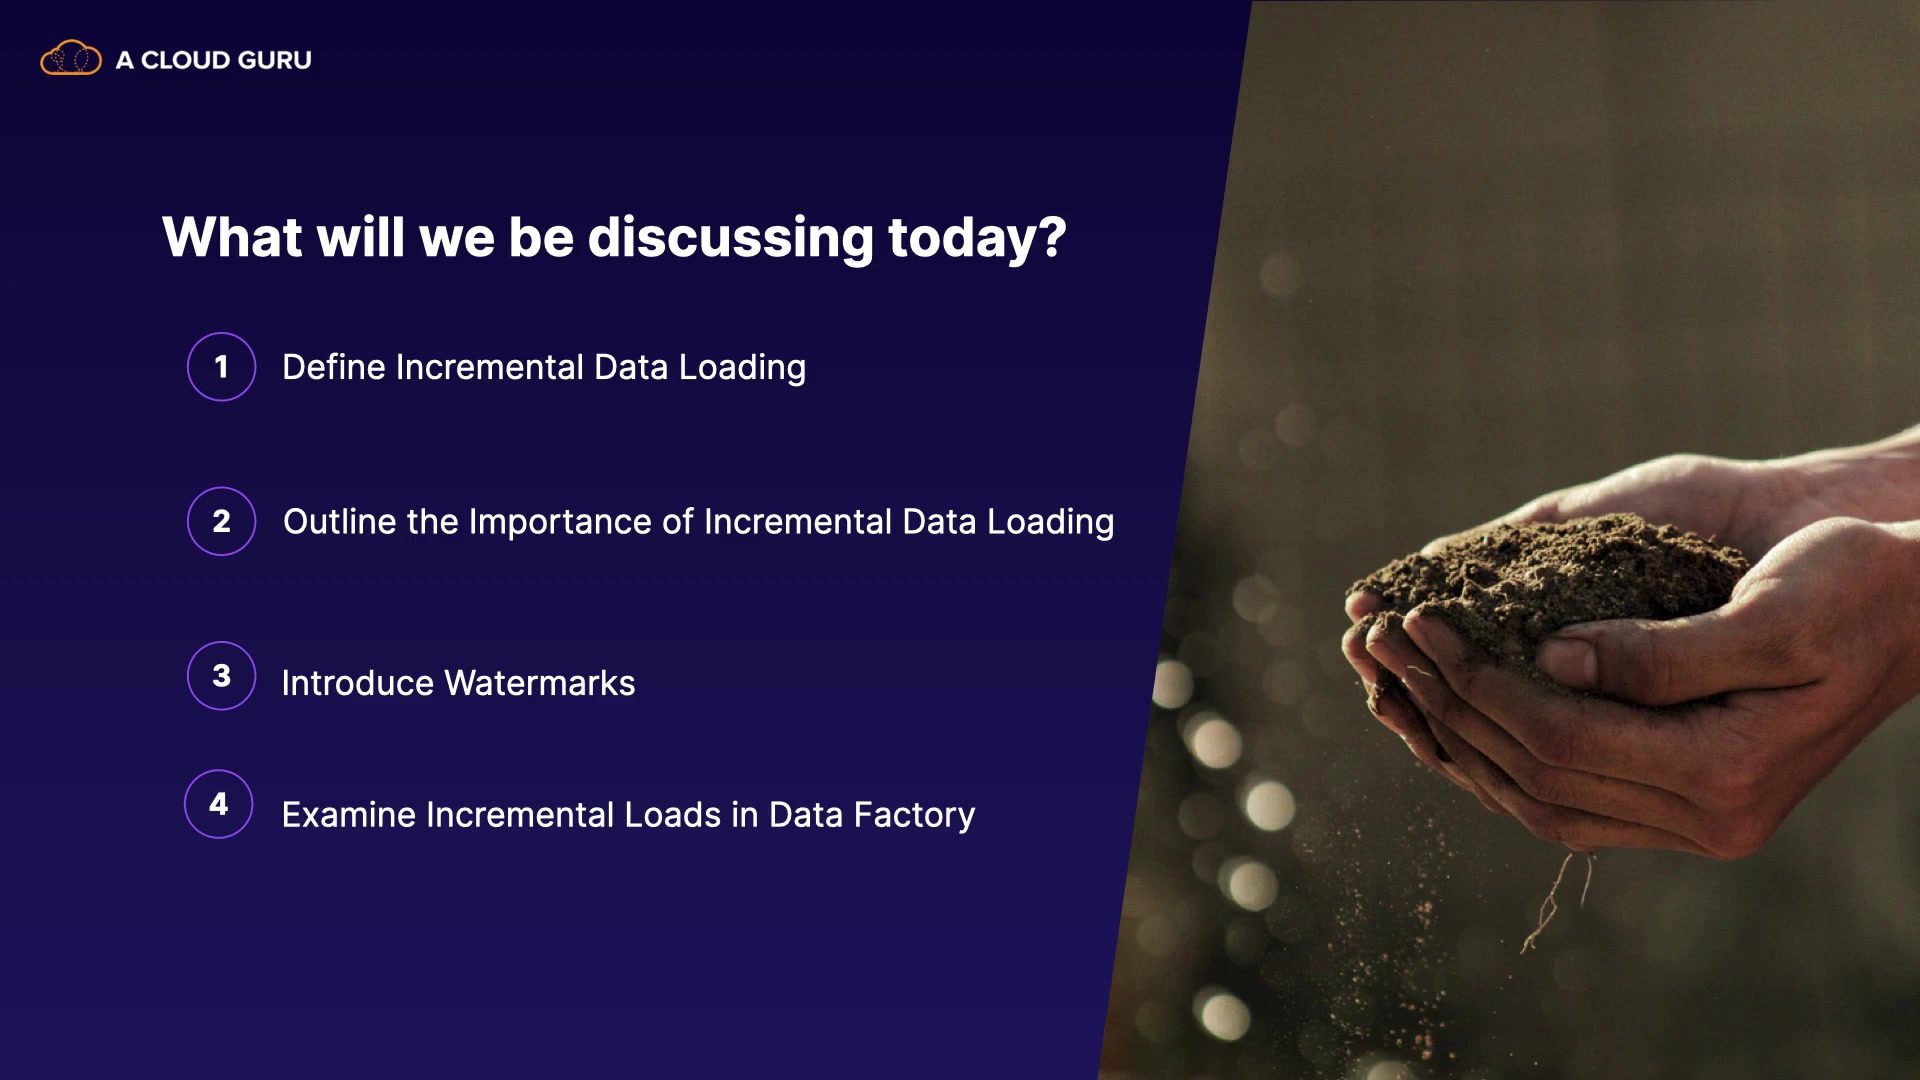 A CLOUD GURU
What will we be discussing today?
1 Define Incremental Data Loading
2 Outline the Importance of Incremental Data Loading
3 Introduce Watermarks
4 Examine Incremental Loads in Data Factory